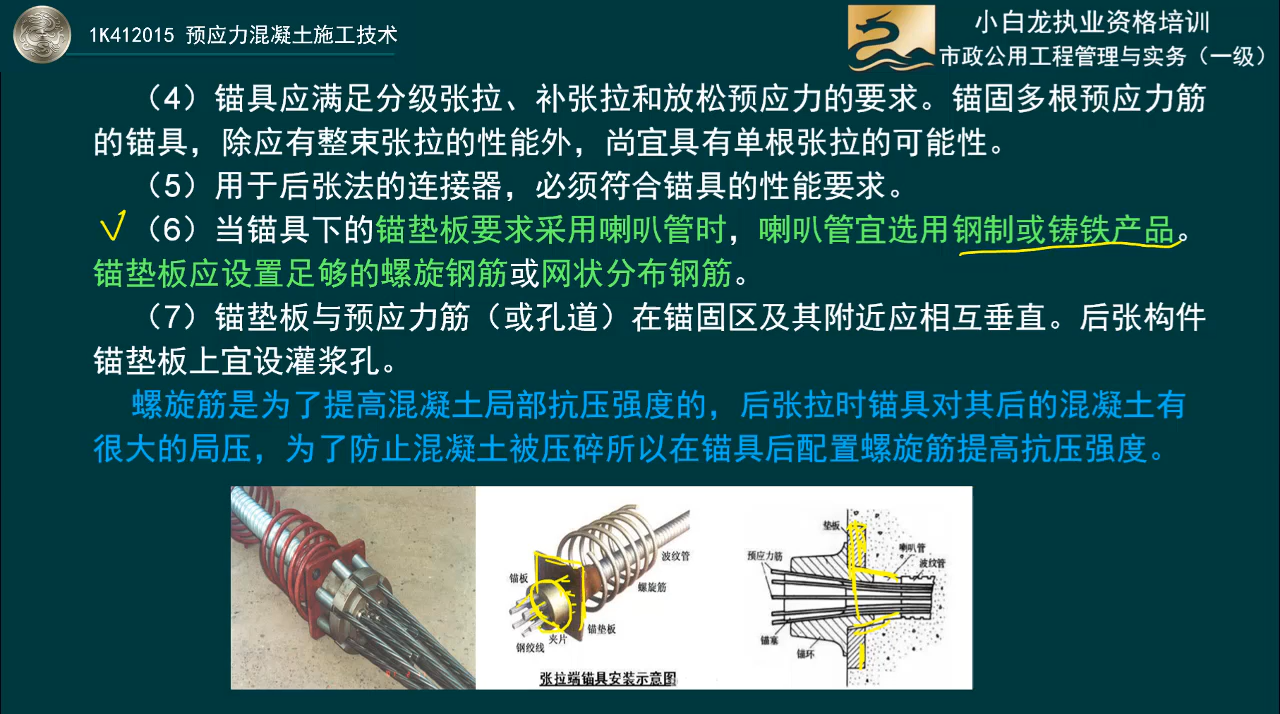 1K412015 预应力混凝土施工技术
小白龙执业资格培训
市政公用工程管理与实务（一级）
（4）锚具应满足分级张拉、补张拉和放松预应力的要求。锚固多根预应力筋
的锚具，除应有整束张拉的性能外，尚宜具有单根张拉的可能性。
（5）用于后张法的连接器，必须符合锚具的性能要求。
（6）当锚具下的锚垫板要求采用喇叭管时，喇叭管宜选用钢制或铸铁产品。
锚垫板应设置足够的螺旋钢筋或网状分布钢筋。
（7）锚垫板与预应力筋（或孔道）在锚固区及其附近应相互垂直。后张构件
锚垫板上宜设灌浆孔。
螺旋筋是为了提高混凝土局部抗压强度的，后张拉时锚具对其后的混凝土有
很大的局压，为了防止混凝土被压碎所以在锚具后配置螺旋筋提高抗压强度。
波纹管
锚板
螺旋筋
锚垫板
夹片
钢绞线
张拉端锚具安装示意图
垫板
喇叭管
预应力筋
波纹管
锚塞
锚环